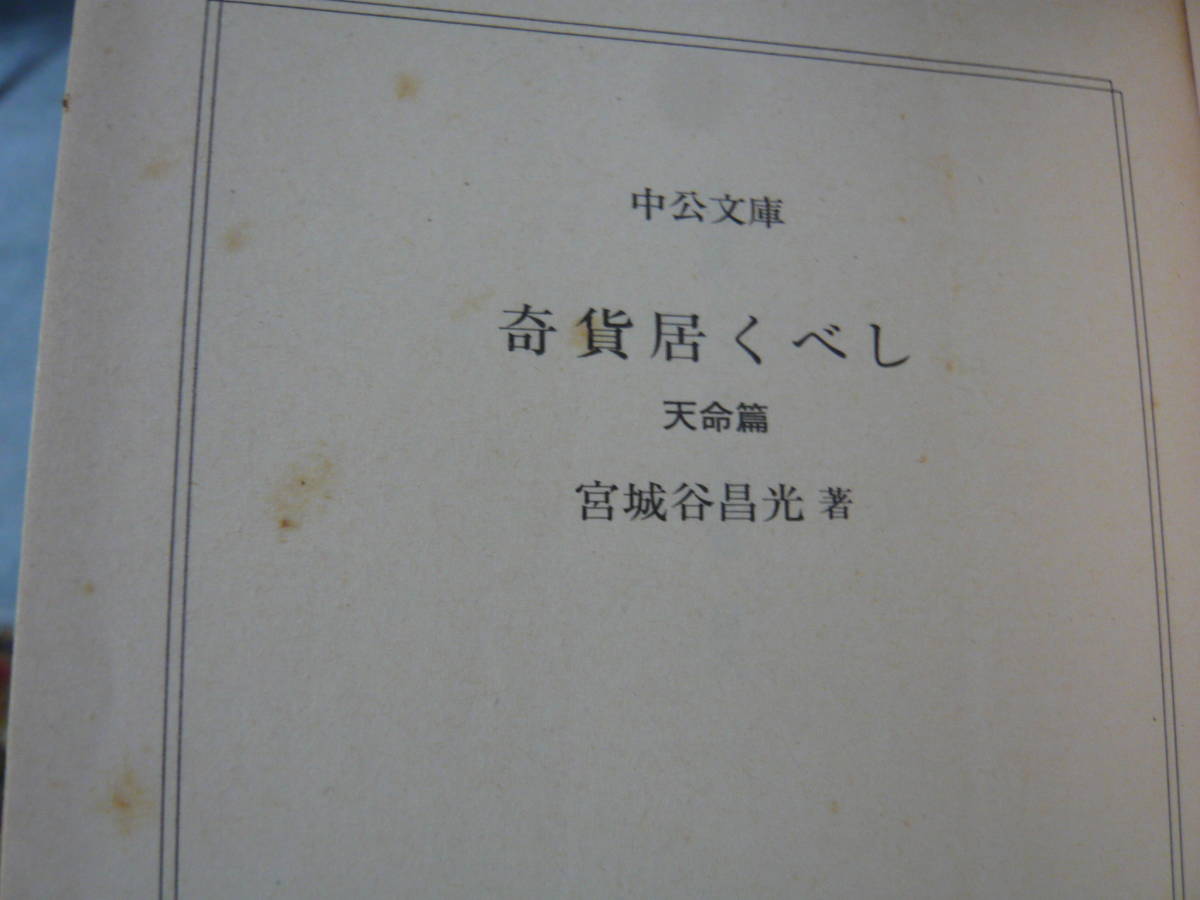 中公文庫
奇貨居くべし
天命篇
宮城谷昌光 著